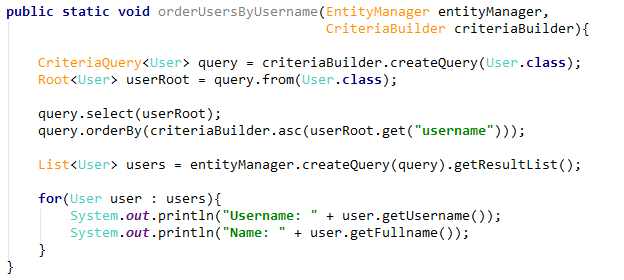 public static void orderUsersByUsername(EntityManager entityManager,
                                        CriteriaBuilder criteriaBuilder){

    CriteriaQuery<User> query = criteriaBuilder.createQuery(User.class);
    Root<User> userRoot = query.from(User.class);

    query.select(userRoot);
    query.orderBy(criteriaBuilder.asc(userRoot.get("username")));

    List<User> users = entityManager.createQuery(query).getResultList();

    for(User user : users){
        System.out.println("Username: " + user.getUsername());
        System.out.println("Name: " + user.getFullname());
    }
}